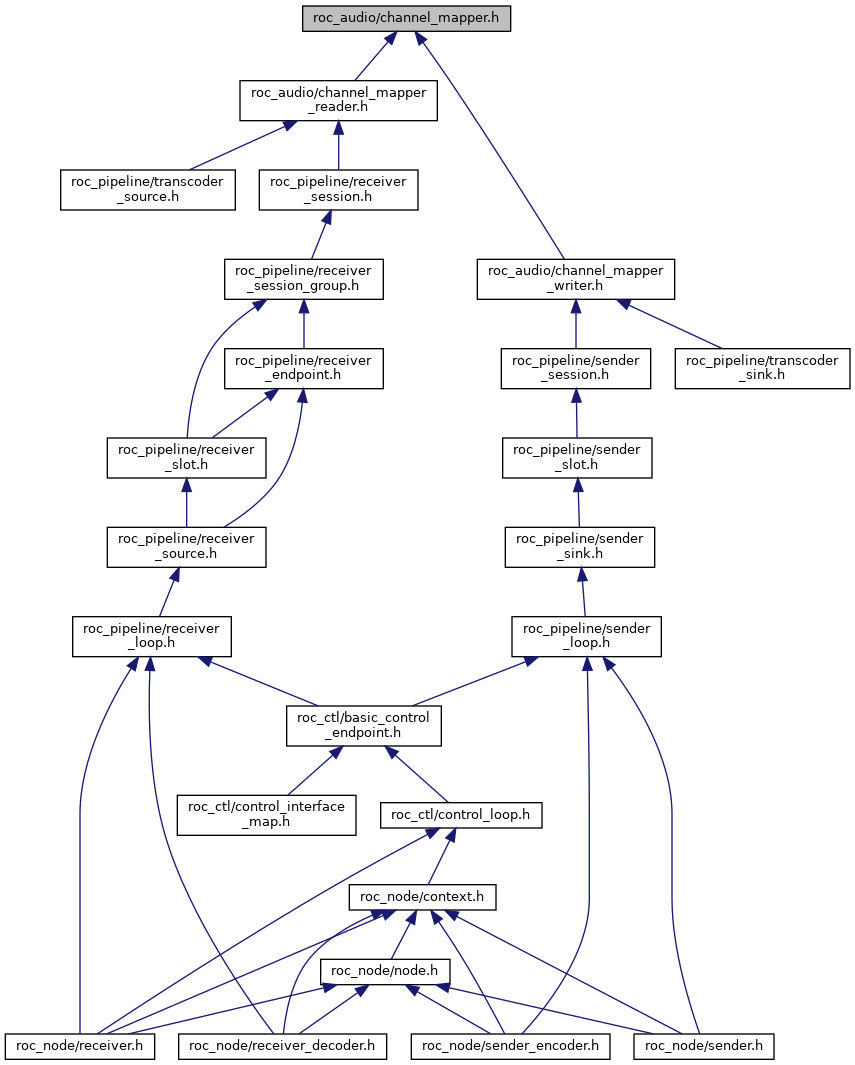 roc_audio/channel_mapper.h
roc_audio/channel_mapper
_reader.h
roc_pipeline/transcoder
_source.h
roc_pipeline/receiver
_session.h
roc_pipeline/receiver
_session_group.h
roc_audio/channel_mapper
_writer.h
roc_pipeline/receiver
_endpoint.h
roc_pipeline/sender
_session.h
roc_pipeline/transcoder
_sink.h
roc_pipeline/receiver
_slot.h
roc_pipeline/sender
_slot.h
roc_pipeline/receiver
_source.h
roc_pipeline/sender
_sink.h
roc_pipeline/receiver
_loop.h
roc_pipeline/sender
_loop.h
roc_ctl/basic_control
_endpoint.h
roc_ctl/control_interface
_map.h
roc_ctl/control_loop.h
roc_node/context.h
roc_node/node.h
roc_node/receiver.h
roc_node/receiver_decoder.h
roc_node/sender_encoder.h
roc_node/sender.h